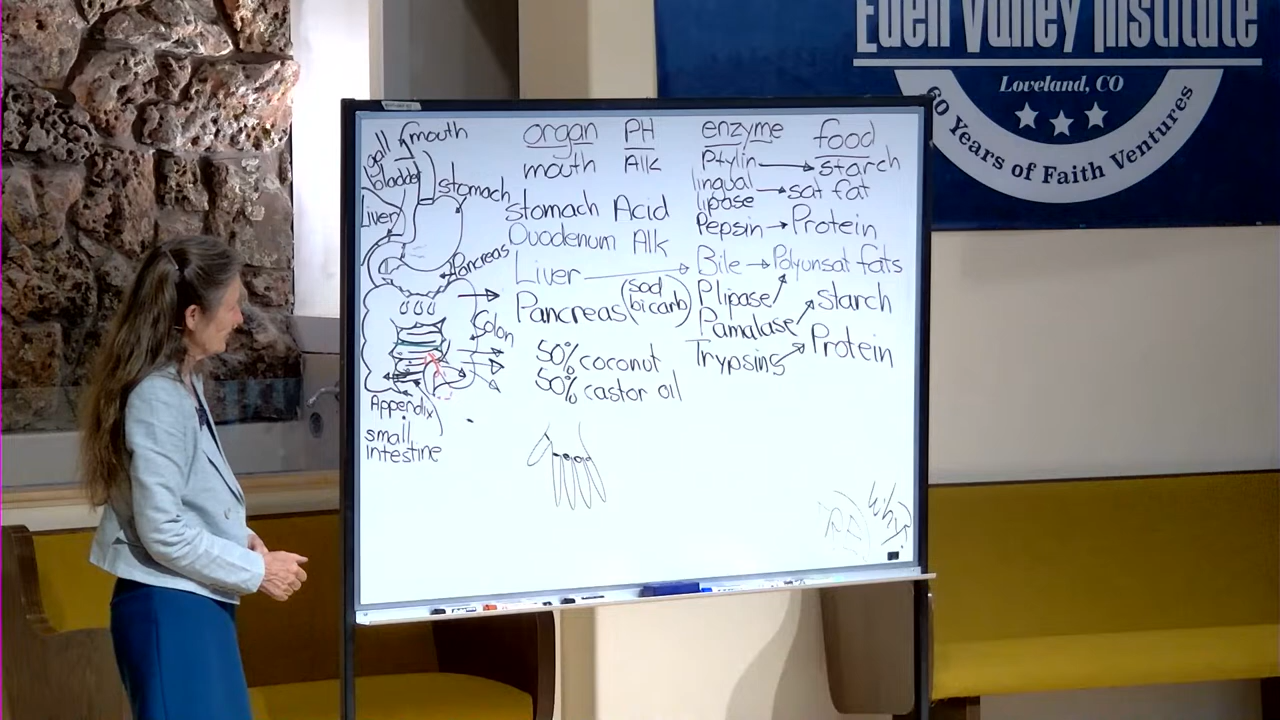 Eden Valley Institute
Loveland, CO
60 Years of Faith Ventures
gall bladder
mouth
stomach
Liver
Pancreas
Colon
Appendix
small intestine
organ PH enzyme food
mouth Alk Ptylin → starch
lingual lipase → sat fat
Stomach Acid Pepsin → Protein
Duodenum Alk
Liver → Bile → Polyunsat fats
Pancreas (sod bicarb) Plipase
Pamalase → starch
Trypsins → Protein
50% coconut
50% castor oil
Why?